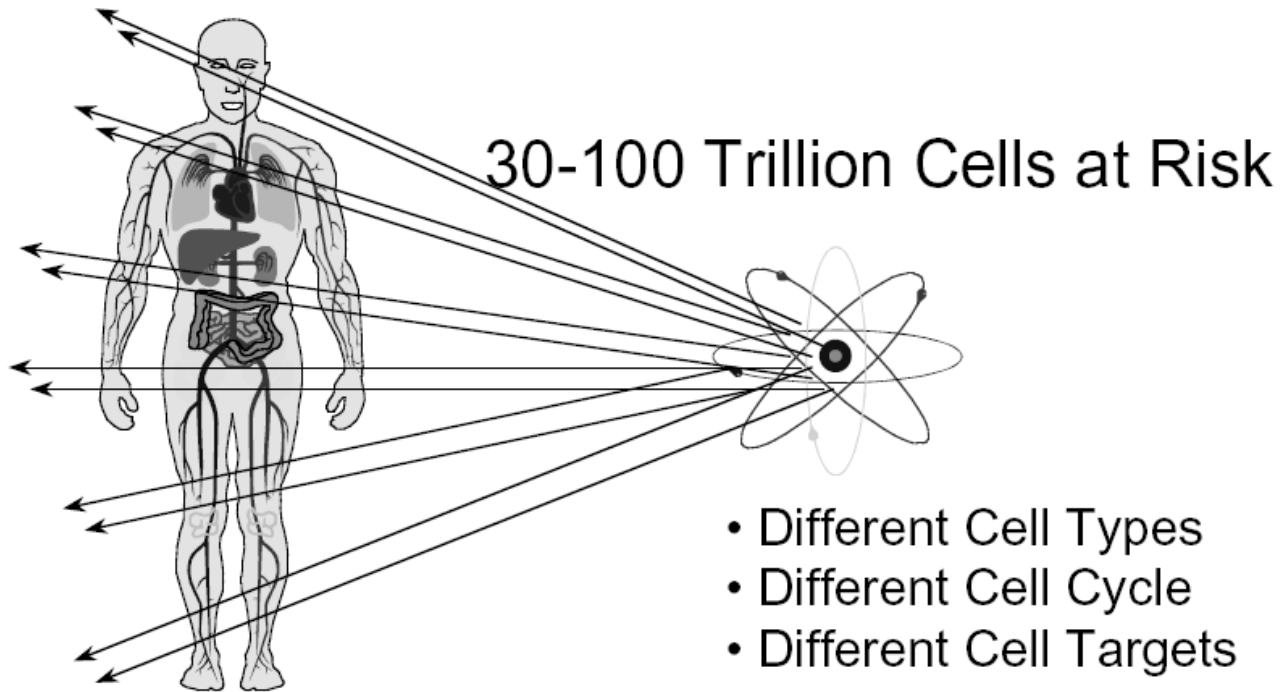 30-100 Trillion Cells at Risk
• Different Cell Types
• Different Cell Cycle
• Different Cell Targets